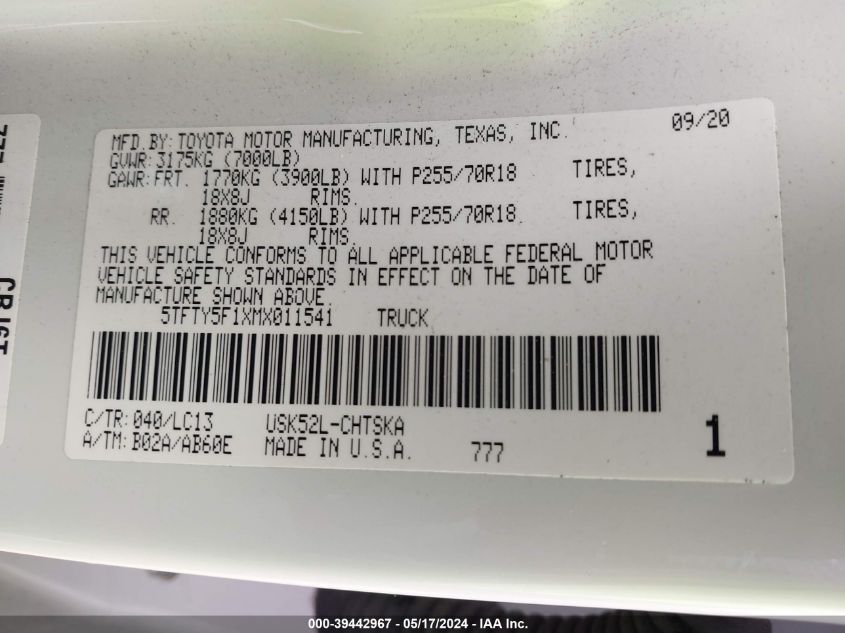 MFD.BY: TOYOTA MOTOR MANUFACTURING, TEXAS, INC. 09/20
GVWR: 3175KG (7000LB)
GAWR: FRT. 1770KG (3900LB) WITH P255/70R18 TIRES,
18X8J RIMS.
RR. 1880KG (4150LB) WITH P255/70R18. TIRES,
18X8J RIMS.
THIS VEHICLE CONFORMS TO ALL APPLICABLE FEDERAL MOTOR
VEHICLE SAFETY STANDARDS IN EFFECT ON THE DATE OF
MANUFACTURE SHOWN ABOVE.
5TFTY5F1XMX011541 TRUCK
C/TR: 040/LC13 USK52L-CHTSKA
A/TM: B02A/AB60E MADE IN U.S.A. 777 1
000-39442967 - 05/17/2024 - IAA Inc.